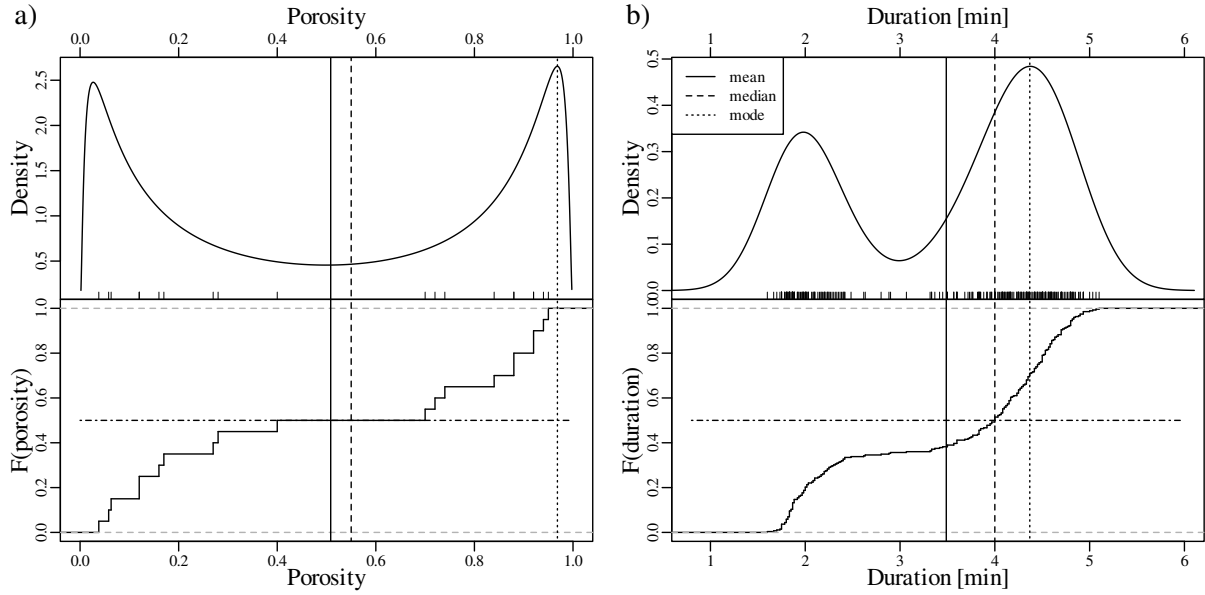 a)
Porosity
0.0 0.2 0.4 0.6 0.8 1.0
Density
0.5 1.0 1.5 2.0 2.5
F(porosity)
0.0 0.2 0.4 0.6 0.8 1.0
0.0 0.2 0.4 0.6 0.8 1.0
Porosity
b)
Duration [min]
1 2 3 4 5 6
mean
median
mode
Density
0.0 0.1 0.2 0.3 0.4 0.5
F(duration)
0.0 0.2 0.4 0.6 0.8
1 2 3 4 5 6
Duration [min]